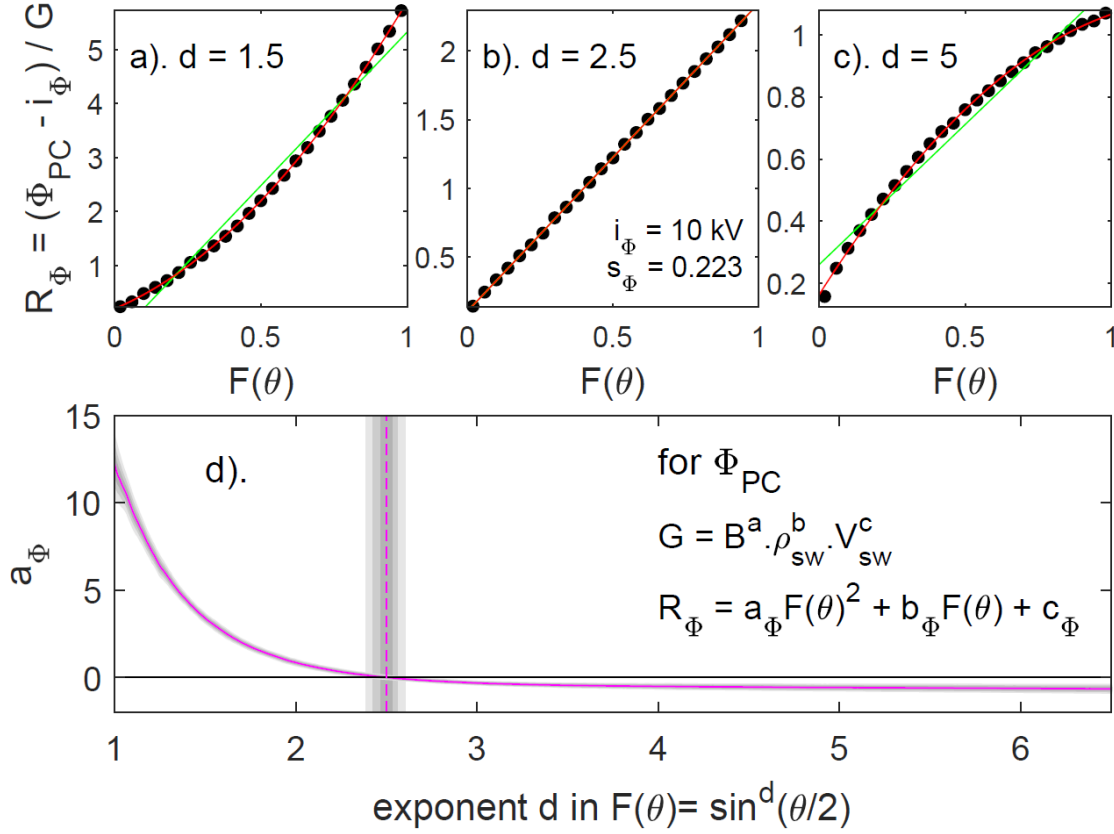 R_Φ = (Φ_PC - i_Φ) / G
a). d = 1.5
5
4
3
2
1
0 0.5 1
F(θ)
b). d = 2.5
i_Φ = 10 kV
s_Φ = 0.223
2
1.5
1
0.5
0 0.5 1
F(θ)
c). d = 5
1
0.8
0.6
0.4
0.2
0 0.5 1
F(θ)
a_Φ
15
10
5
0
d).
for Φ_PC
G = B^a.ρ_sw^b.V_sw^c
R_Φ = a_ΦF(θ)^2 + b_ΦF(θ) + c_Φ
1 2 3 4 5 6
exponent d in F(θ)= sin^d(θ/2)